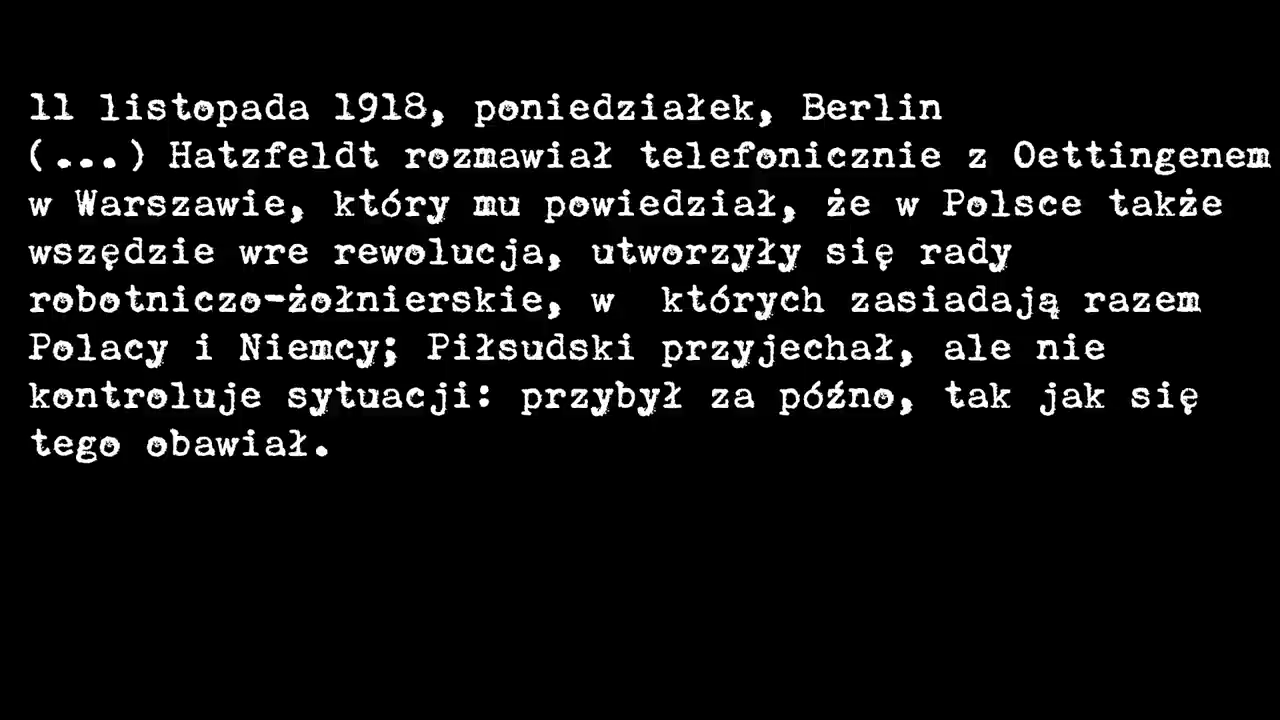 11 listopada 1918, poniedziałek, Berlin
(...) Hatzfeldt rozmawiał telefonicznie z Oettingenem
w Warszawie, który mu powiedział, że w Polsce także
wszędzie wre rewolucja, utworzyły się rady
robotniczo-żołnierskie, w  których zasiadają razem
Polacy i Niemcy; Piłsudski przyjechał, ale nie
kontroluje sytuacji: przybył za późno, tak jak się
tego obawiał.